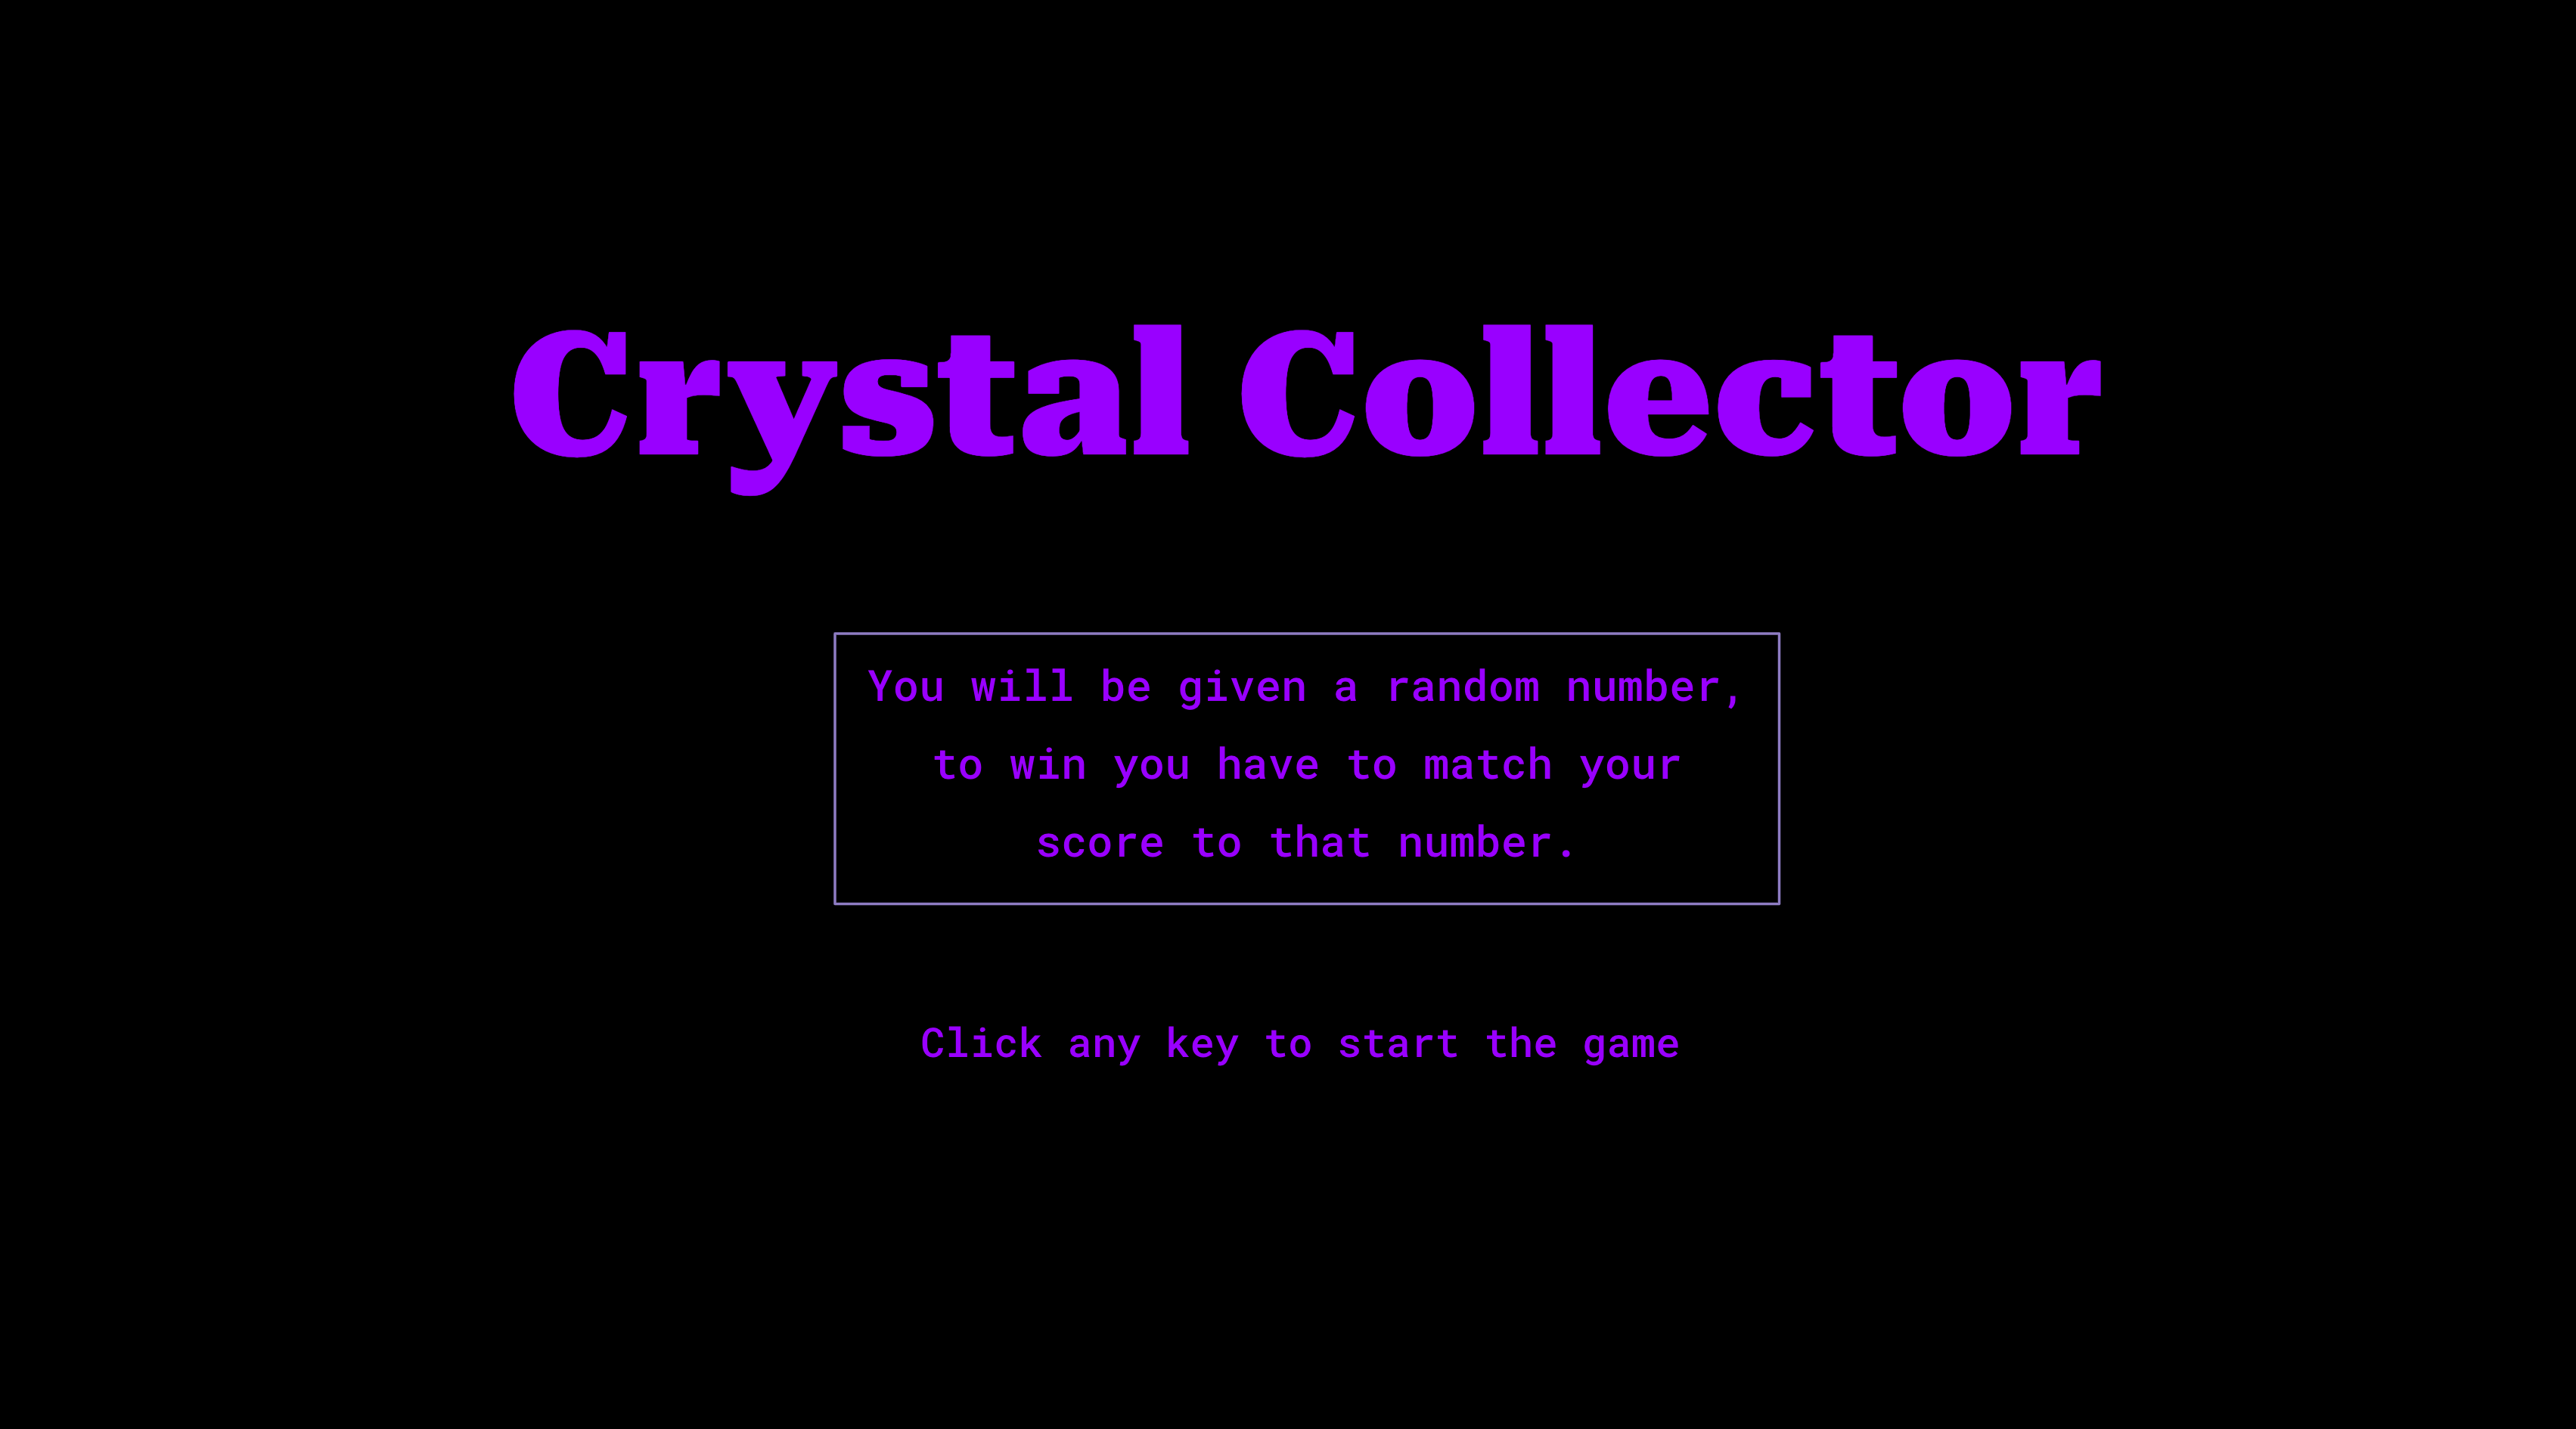 Crystal Collector
You will be given a random number,
to win you have to match your
score to that number.
Click any key to start the game